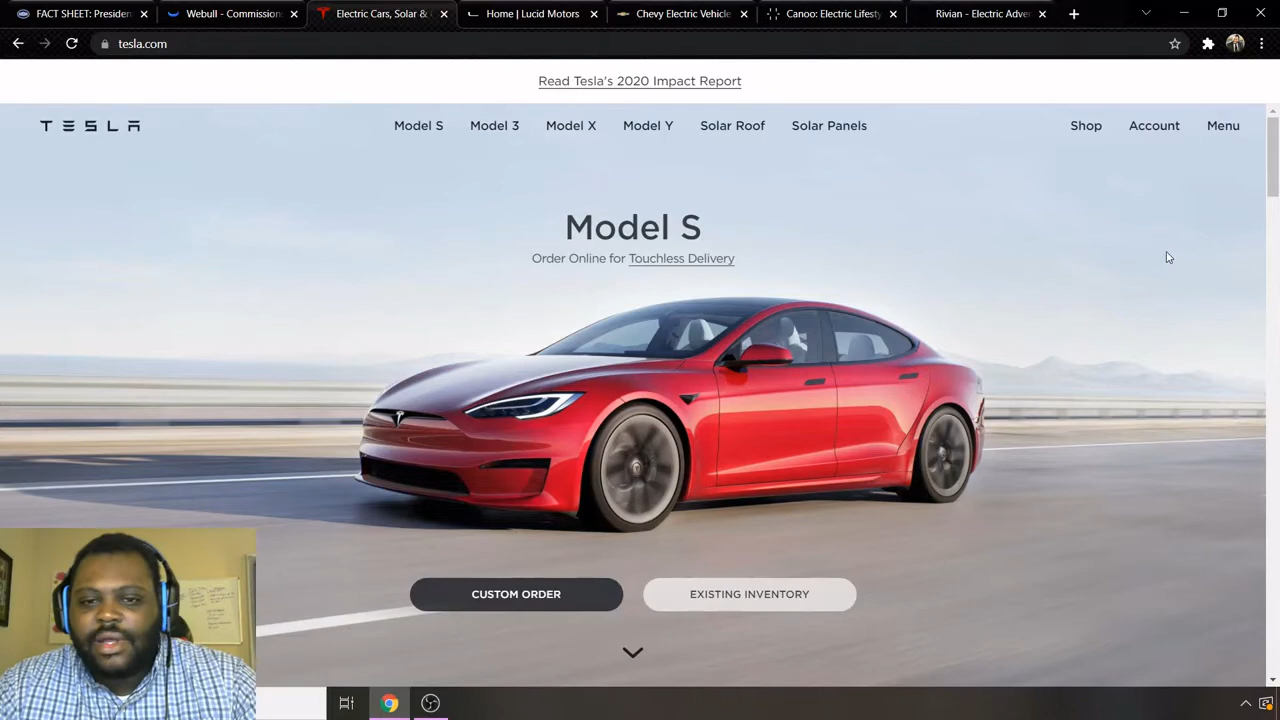 FACT SHEET: Presiden
Webull - Commission
Electric Cars, Solar &
Home | Lucid Motors
Chevy Electric Vehicle
Canoo: Electric Lifesty
Rivian - Electric Adve
tesla.com
Read Tesla's 2020 Impact Report
TESLA
Model S
Model 3
Model X
Model Y
Solar Roof
Solar Panels
Shop
Account
Menu
Model S
Order Online for Touchless Delivery
CUSTOM ORDER
EXISTING INVENTORY